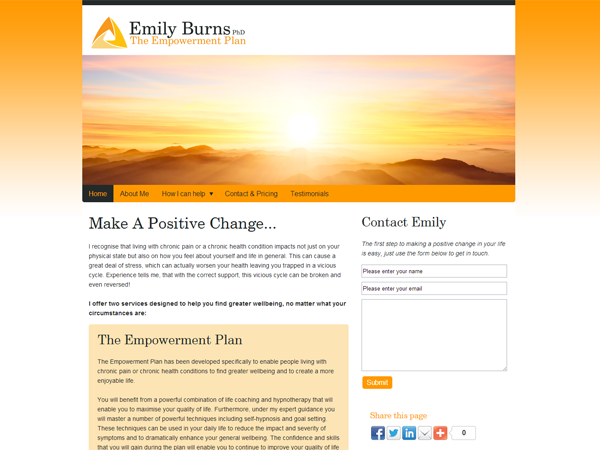 Emily Burns PhD
The Empowerment Plan
Home About Me How I can help ▼ Contact & Pricing Testimonials
Make A Positive Change...
I recognise that living with chronic pain or a chronic health condition impacts not just on your
physical state but also on how you feel about yourself and life in general. This can cause a
great deal of stress, which can actually worsen your health leaving you trapped in a vicious
cycle. Experience tells me, that with the correct support, this vicious cycle can be broken and
even reversed!
I offer two services designed to help you find greater wellbeing, no matter what your
circumstances are:
The Empowerment Plan
The Empowerment Plan has been developed specifically to enable people living with
chronic pain or chronic health conditions to find greater wellbeing and to create a more
enjoyable life.
You will benefit from a powerful combination of life coaching and hypnotherapy that will
enable you to maximise your quality of life. Furthermore, under my expert guidance you
will master a number of powerful techniques including self-hypnosis and goal setting.
These techniques can be used in your daily life to reduce the impact and severity of
symptoms and to dramatically enhance your general wellbeing. The confidence and skills
that you will gain during the plan will enable you to continue to improve your quality of life
Contact Emily
The first step to making a positive change in your life
is easy, just use the form below to get in touch.
Please enter your name
Please enter your email
Submit
Share this page
0